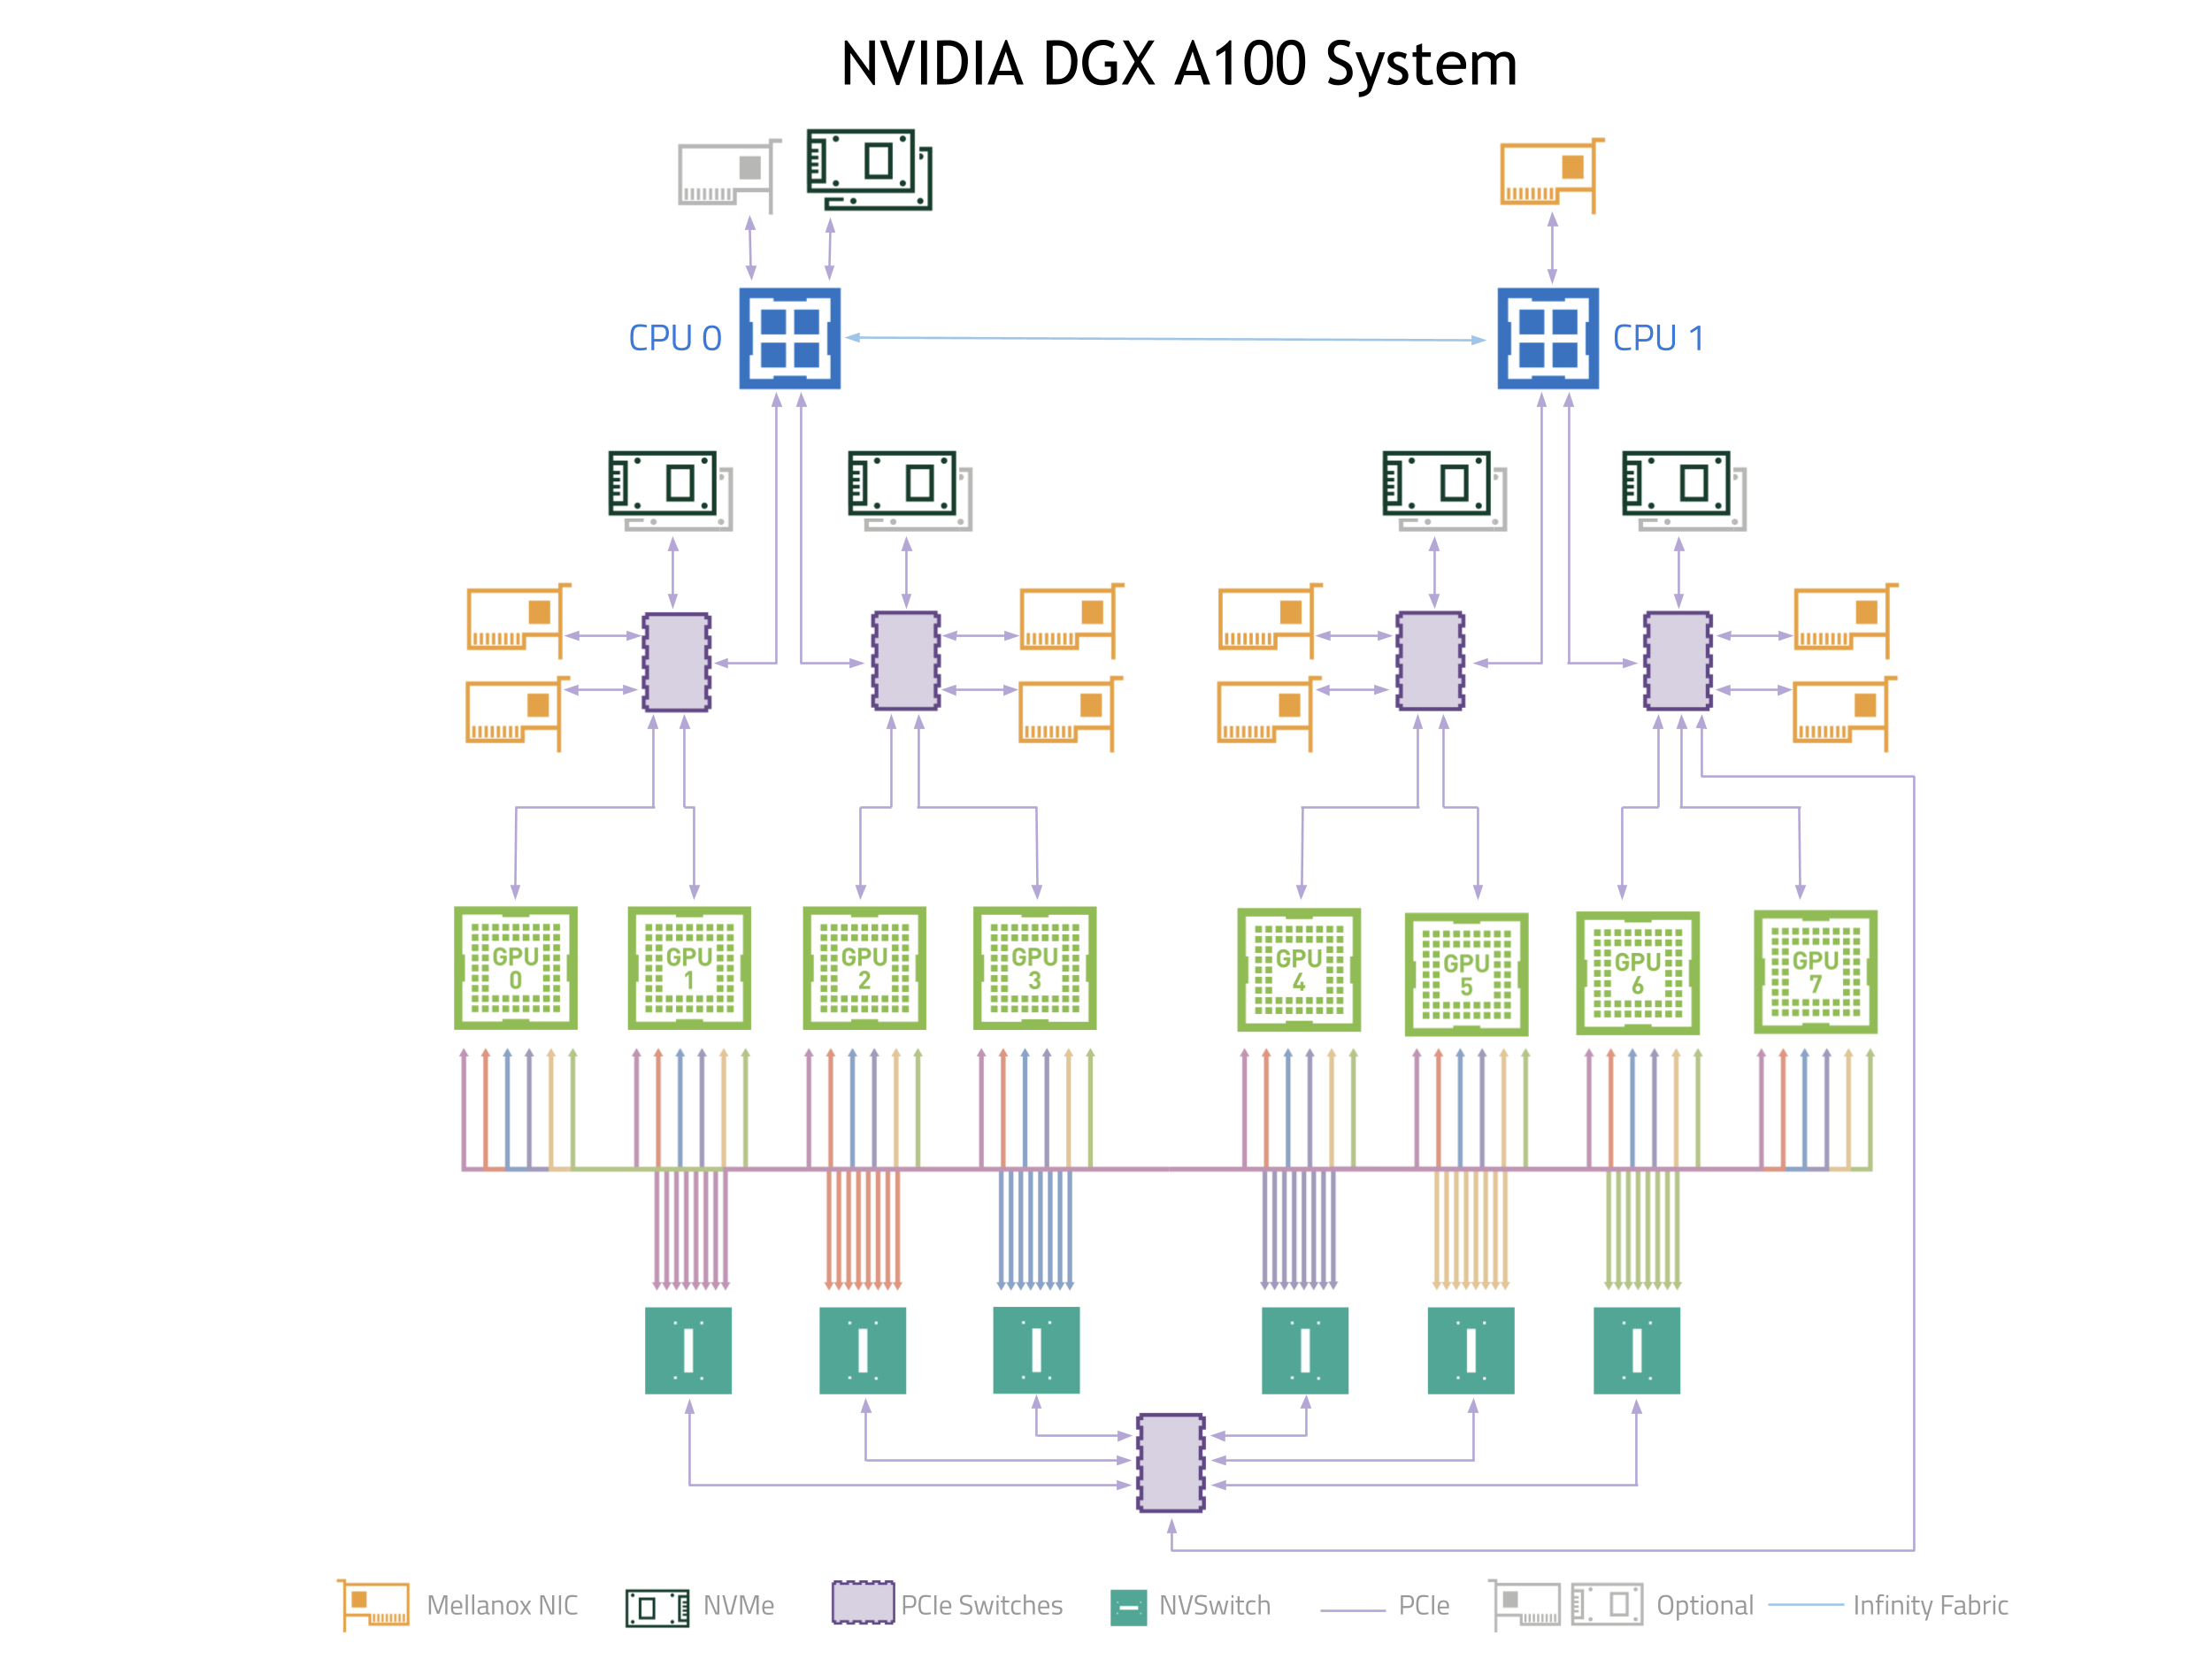 NVIDIA DGX A100 System
CPU 0
CPU 1
GPU
0
GPU
1
GPU
2
GPU
3
GPU
4
GPU
5
GPU
6
GPU
7
Mellanox NIC
NVMe
PCIe Switches
NVSwitch
PCIe
Optional
Infinity Fabric